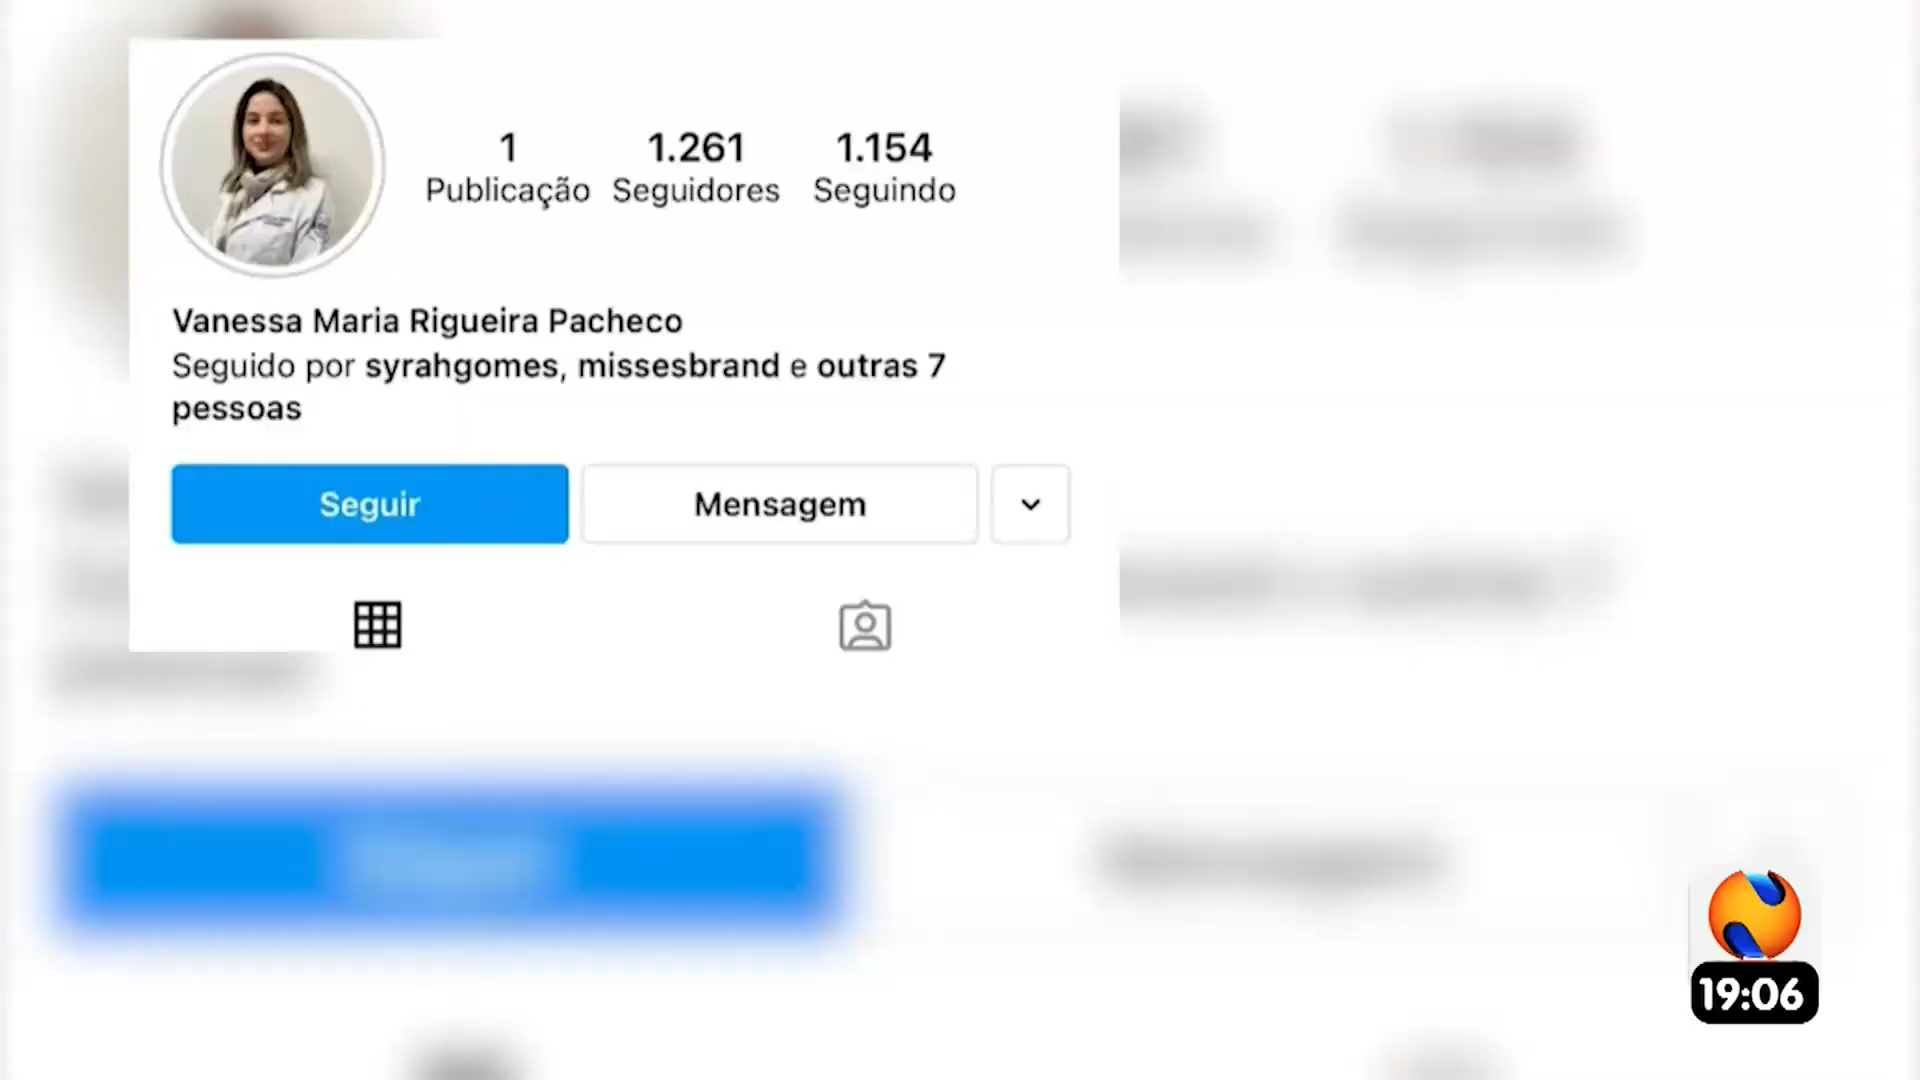 1 1.261 1.154
Publicação Seguidores Seguindo
Vanessa Maria Rigueira Pacheco
Seguido por syrahgomes, missesbrand e outras 7
pessoas
Seguir Mensagem
19:06